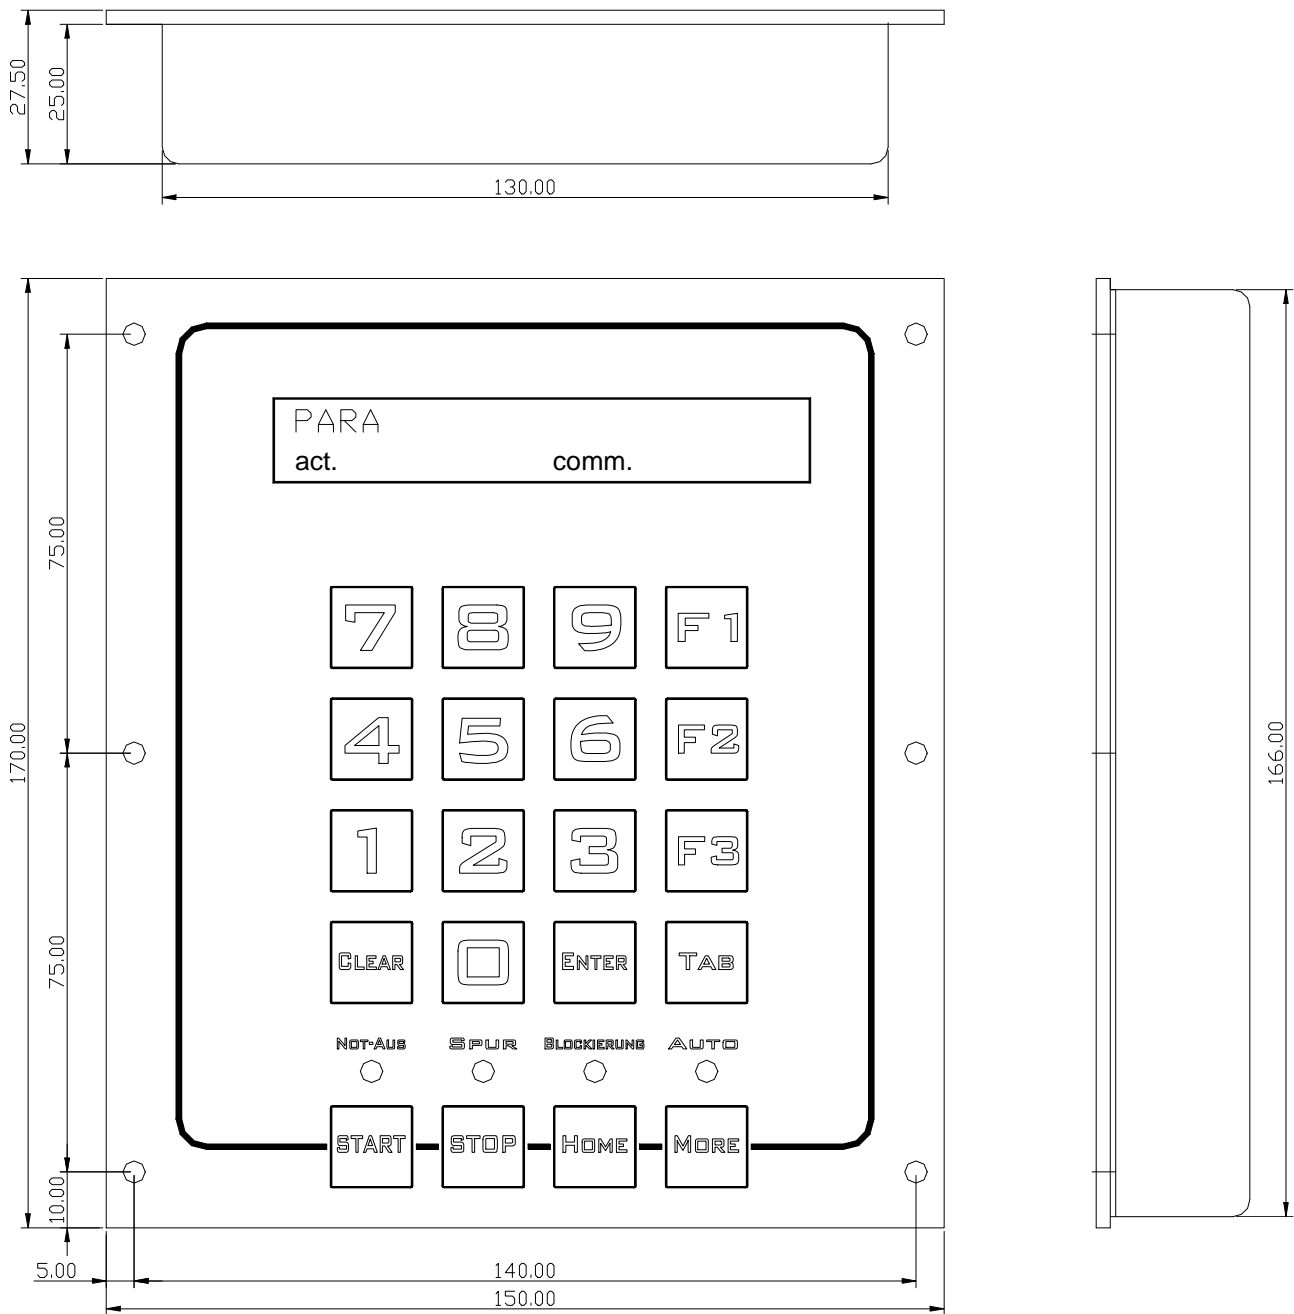 27.50
25.00
130.00
PARA
act. comm.
75.00
7 8 9 F1
170.00
4 5 6 F2
166.00
1 2 3 F3
75.00
CLEAR 0 ENTER TAB
NOT-AUS SPUR BLOCKIERUNG AUTO
START STOP HOME MORE
10.00
5.00
140.00
150.00